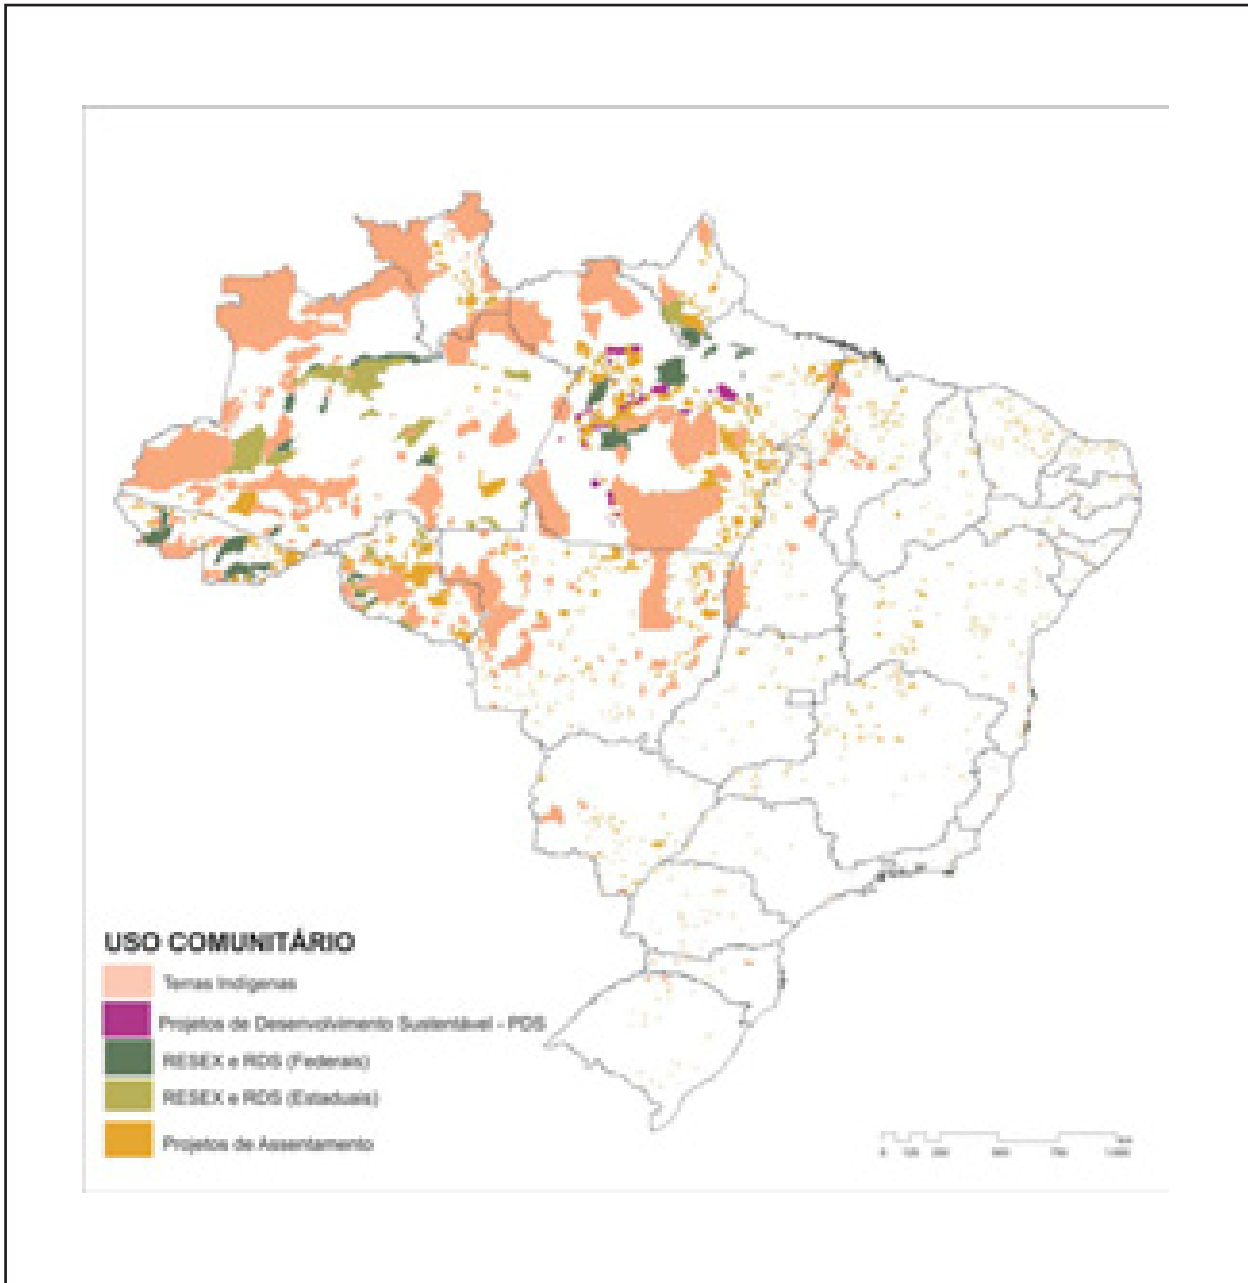 USO COMUNITÁRIO
Terras Indígenas
Projetos de Desenvolvimento Sustentável - PDS
RESEX e RDS (Federais)
RESEX e RDS (Estaduais)
Projetos de Assentamento